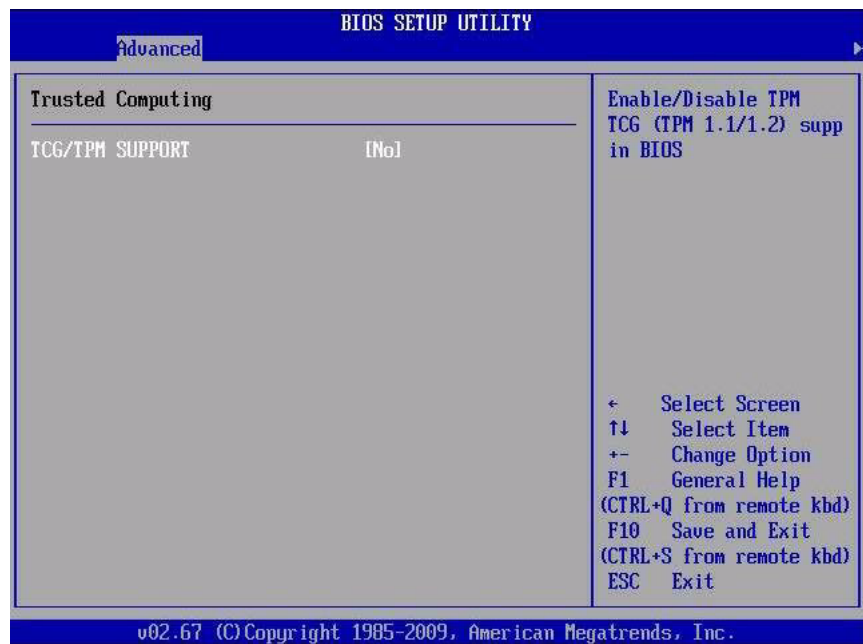 BIOS SETUP UTILITY
Advanced
Trusted Computing
TCG/TPM SUPPORT [No]
Enable/Disable TPM
TCG (TPM 1.1/1.2) supp
in BIOS
← Select Screen
↑↓ Select Item
+- Change Option
F1 General Help
(CTRL+Q from remote kbd)
F10 Save and Exit
(CTRL+S from remote kbd)
ESC Exit
v02.67 (C)Copyright 1985-2009, American Megatrends, Inc.